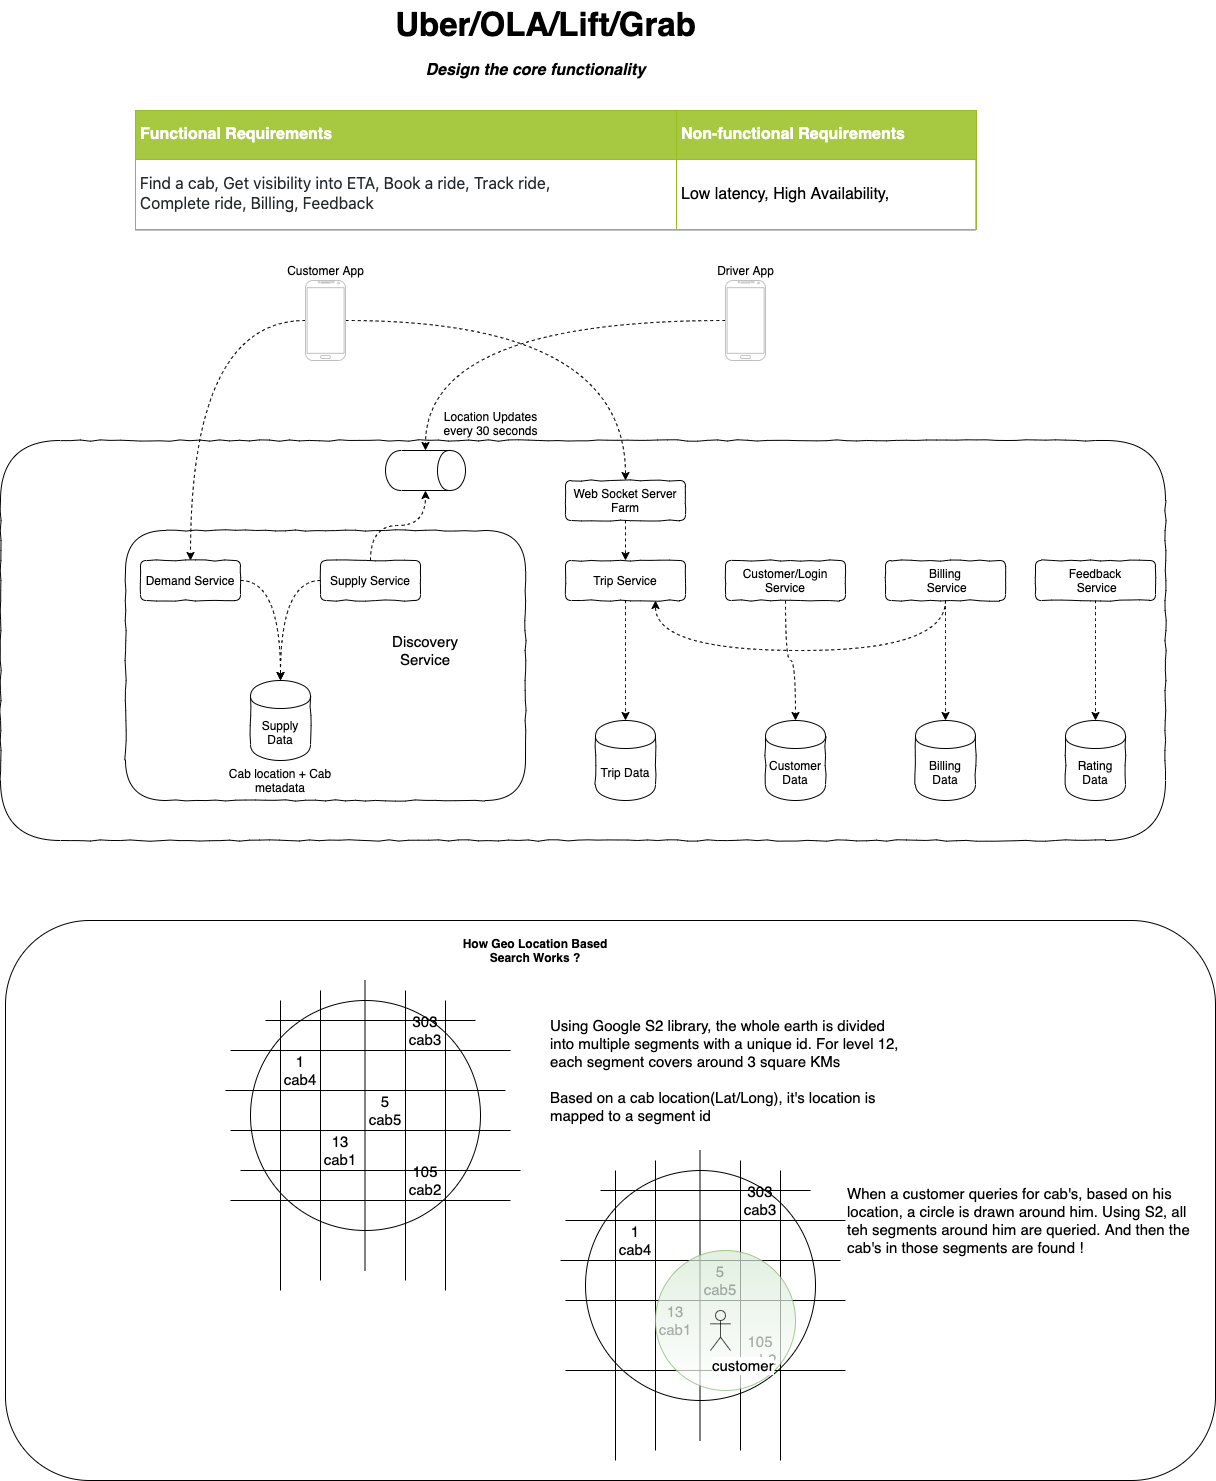 Uber/OLA/Lift/Grab
Design the core functionality
Functional Requirements
Non-functional Requirements
Find a cab, Get visibility into ETA, Book a ride, Track ride,
Complete ride, Billing, Feedback
Low latency, High Availability,
Customer App
Driver App
Location Updates
every 30 seconds
Web Socket Server
Farm
Demand Service
Supply Service
Trip Service
Customer/Login
Service
Billing
Service
Feedback
Service
Discovery
Service
Supply
Data
Cab location + Cab
metadata
Trip Data
Customer
Data
Billing
Data
Rating
Data
How Geo Location Based
Search Works ?
303
cab3
1
cab4
5
cab5
13
cab1
105
cab2
Using Google S2 library, the whole earth is divided
into multiple segments with a unique id. For level 12,
each segment covers around 3 square KMs
Based on a cab location(Lat/Long), it's location is
mapped to a segment id
303
cab3
1
cab4
5
cab5
13
cab1
105
customer
When a customer queries for cab's, based on his
location, a circle is drawn around him. Using S2, all
teh segments around him are queried. And then the
cab's in those segments are found !